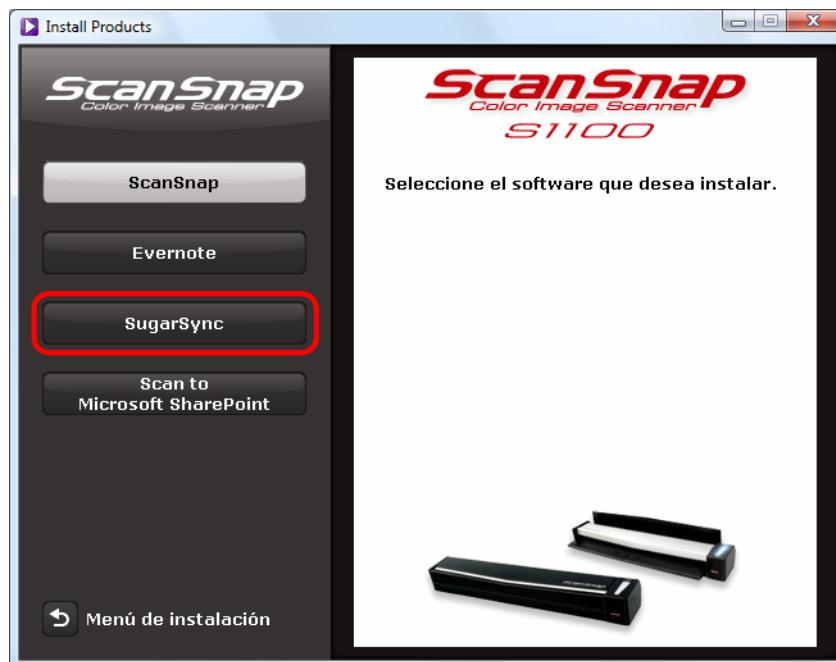 Install Products
ScanSnap
Color Image Scanner
ScanSnap
Evernote
SugarSync
Scan to
Microsoft SharePoint
Menú de instalación
ScanSnap
Color Image Scanner
S1100
Seleccione el software que desea instalar.
ScanSnap